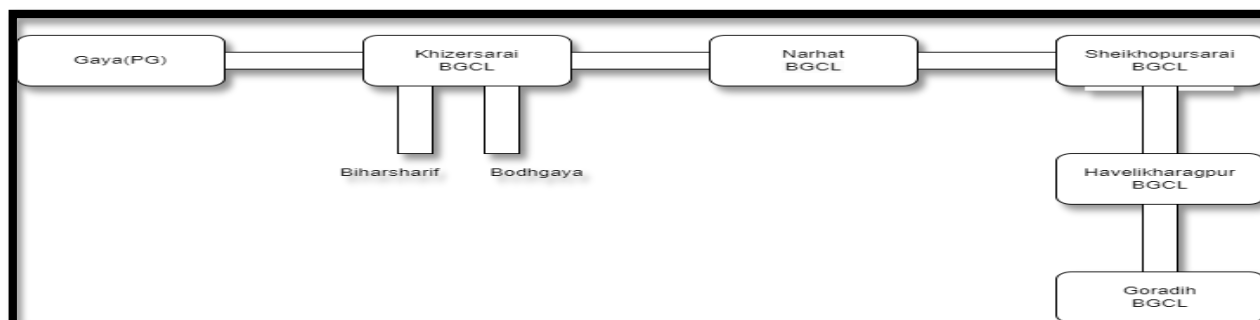 Gaya(PG)
Khizersarai
BGCL
Narhat
BGCL
Sheikhopursarai
BGCL
Biharsharif
Bodhgaya
Havelikharagpur
BGCL
Goradih
BGCL